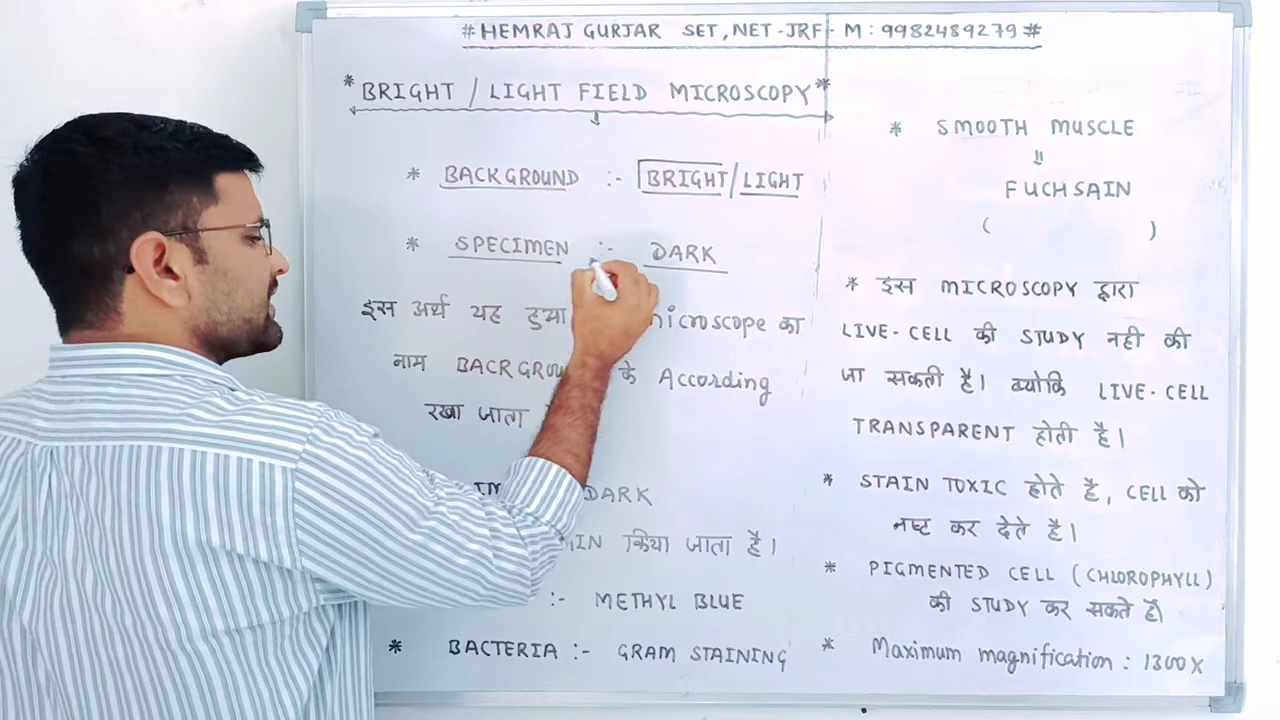 # HEMRAJ GURJAR SET, NET-JRF - M : 9982489279 #
* BRIGHT / LIGHT FIELD MICROSCOPY *
* BACKGROUND :- BRIGHT / LIGHT
* SPECIMEN :- DARK
इस अर्थ यह हुआ microscope का
नाम BACRGROU के According
रखा जाता
DARK
किया जाता है।
:- METHYL BLUE
* BACTERIA :- GRAM STAINING
* SMOOTH MUSCLE
FUCHSAIN
( )
* इस MICROSCOPY द्वारा
LIVE-CELL की STUDY नही की
जा सकती है। क्योकि LIVE-CELL
TRANSPARENT होती है।
* STAIN TOXIC होते है, CELL को
नष्ट कर देते है।
* PIGMENTED CELL (CHLOROPHYLL)
की STUDY कर सकते है।
* Maximum magnification : 1300X